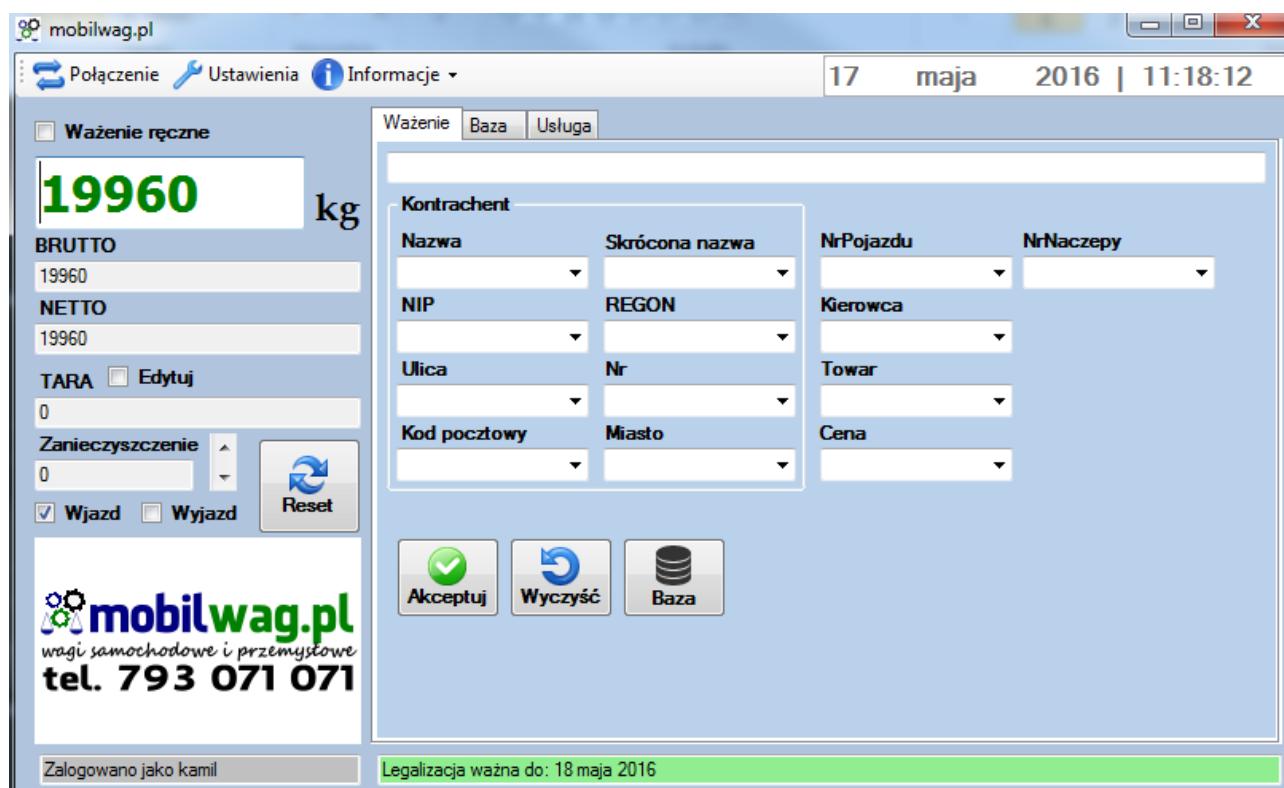 mobilwag.pl
Połączenie Ustawienia Informacje
17 maja 2016 | 11:18:12
Ważenie ręczne
19960 kg
BRUTTO
19960
NETTO
19960
TARA Edytuj
0
Zanieczyszczenie
0
Reset
Wjazd Wyjazd
mobilwag.pl
wagi samochodowe i przemysłowe
tel. 793 071 071
Zalogowano jako kamil
Ważenie Baza Usługa
Kontrachent
Nazwa Skrócona nazwa NrPojazdu NrNaczepy
NIP REGON Kierowca
Ulica Nr Towar
Kod pocztowy Miasto Cena
Akceptuj Wyczyść Baza
Legalizacja ważna do: 18 maja 2016